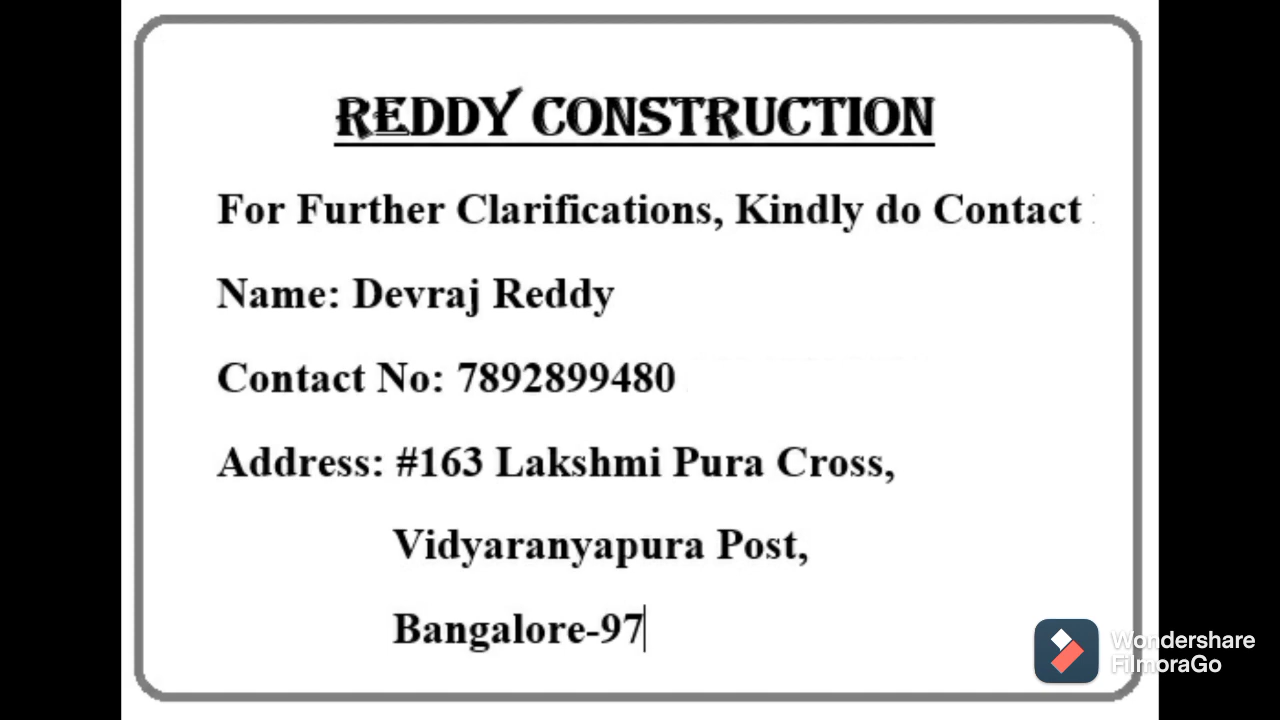 REDDY CONSTRUCTION
For Further Clarifications, Kindly do Contact
Name: Devraj Reddy
Contact No: 7892899480
Address: #163 Lakshmi Pura Cross,
Vidyaranyapura Post,
Bangalore-97
Wondershare
FilmoraGo